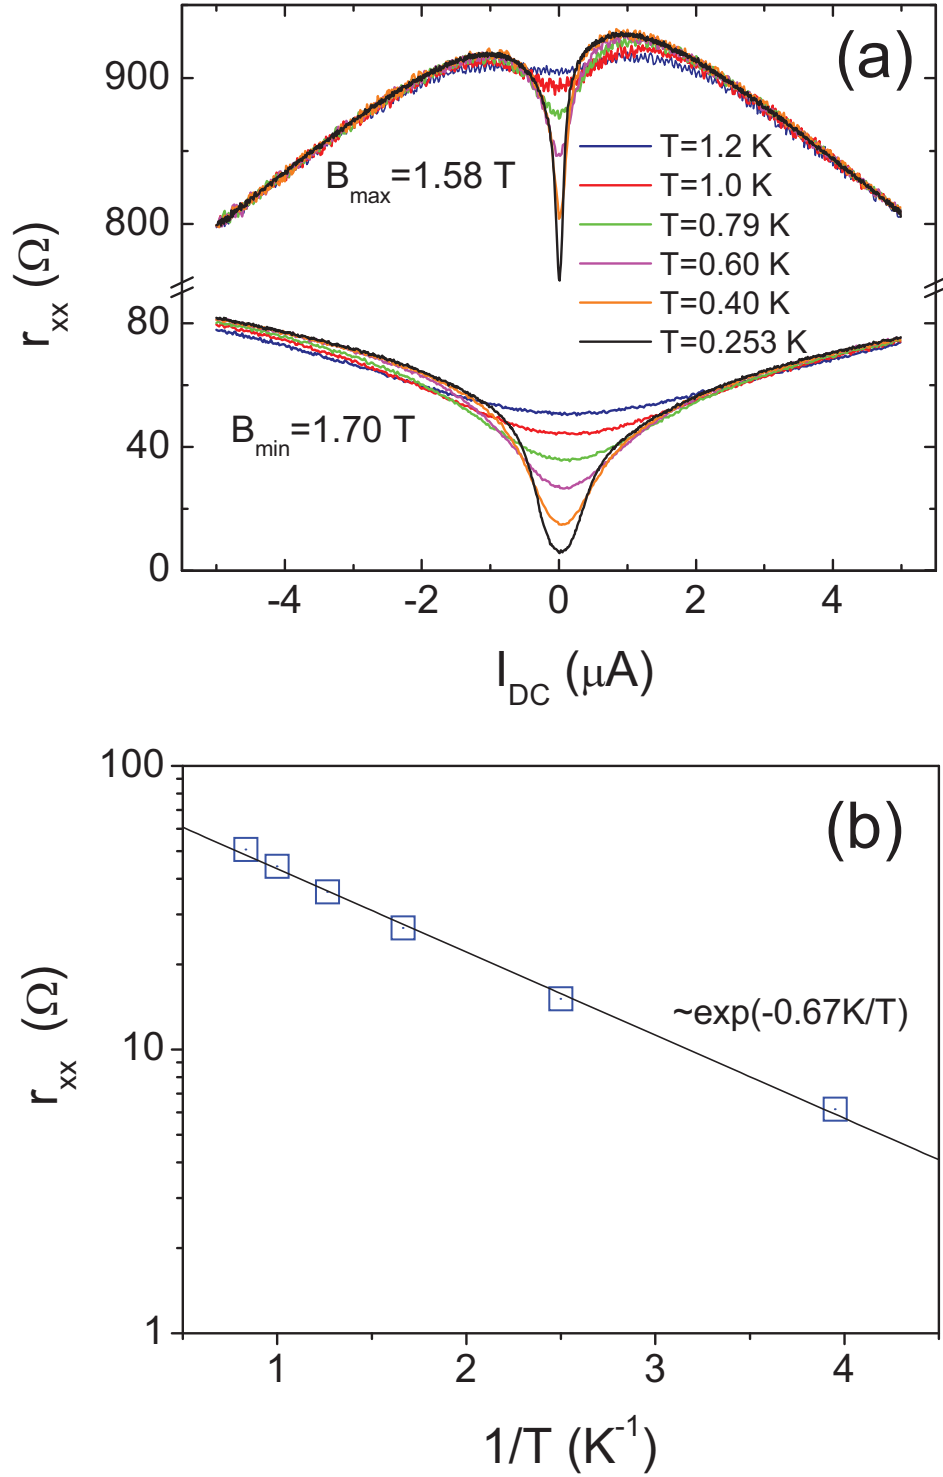 (a)
900
800
80
40
0
r_xx (Ω)
B_max=1.58 T
B_min=1.70 T
T=1.2 K
T=1.0 K
T=0.79 K
T=0.60 K
T=0.40 K
T=0.253 K
-4 -2 0 2 4
I_DC (μA)
(b)
100
10
1
r_xx (Ω)
~exp(-0.67K/T)
1 2 3 4
1/T (K⁻¹)